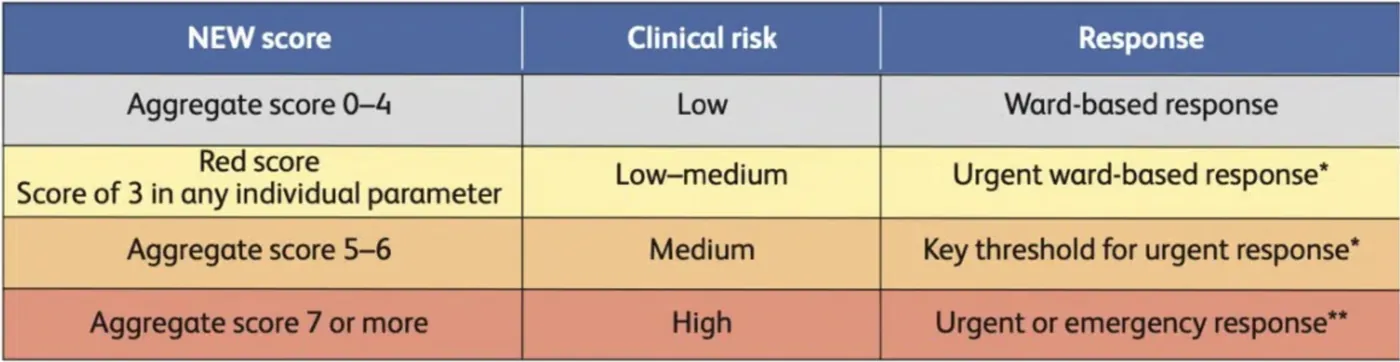 NEW score Clinical risk Response
Aggregate score 0–4 Low Ward-based response
Red score
Score of 3 in any individual parameter Low–medium Urgent ward-based response*
Aggregate score 5–6 Medium Key threshold for urgent response*
Aggregate score 7 or more High Urgent or emergency response**